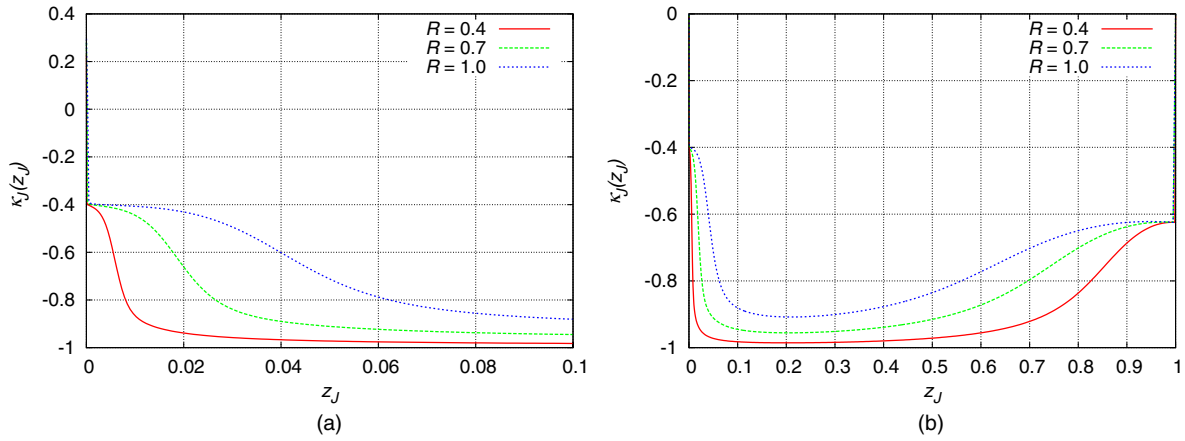 0.4
0.2
0
-0.2
-0.4
-0.6
-0.8
-1
κJ(zJ)
R = 0.4
R = 0.7
R = 1.0
0 0.02 0.04 0.06 0.08 0.1
zJ
(a)
0
-0.2
-0.4
-0.6
-0.8
-1
κJ(zJ)
R = 0.4
R = 0.7
R = 1.0
0 0.1 0.2 0.3 0.4 0.5 0.6 0.7 0.8 0.9 1
zJ
(b)